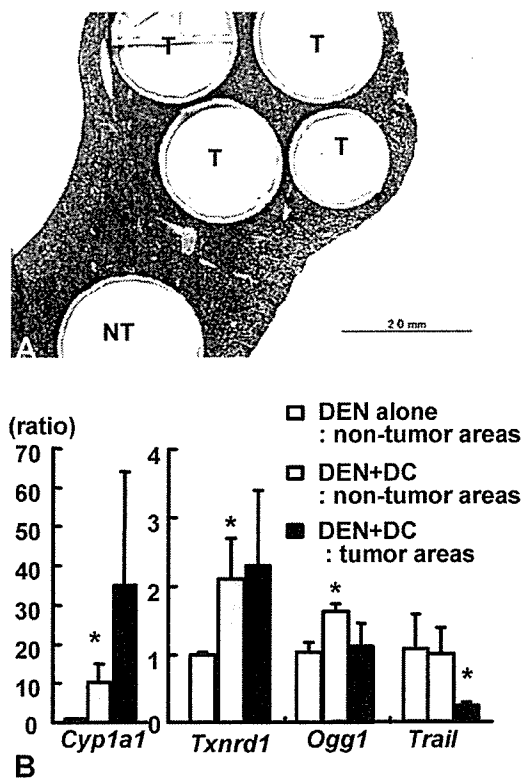 T
T
T
T
NT
A
20 mm
(ratio)
DEN alone
: non-tumor areas
DEN+DC
: non-tumor areas
DEN+DC
: tumor areas
70
60
50
40
30
20
10
0
4
3
2
1
0
*
*
*
*
Cyp1a1
Txnrd1
Ogg1
Trail
B